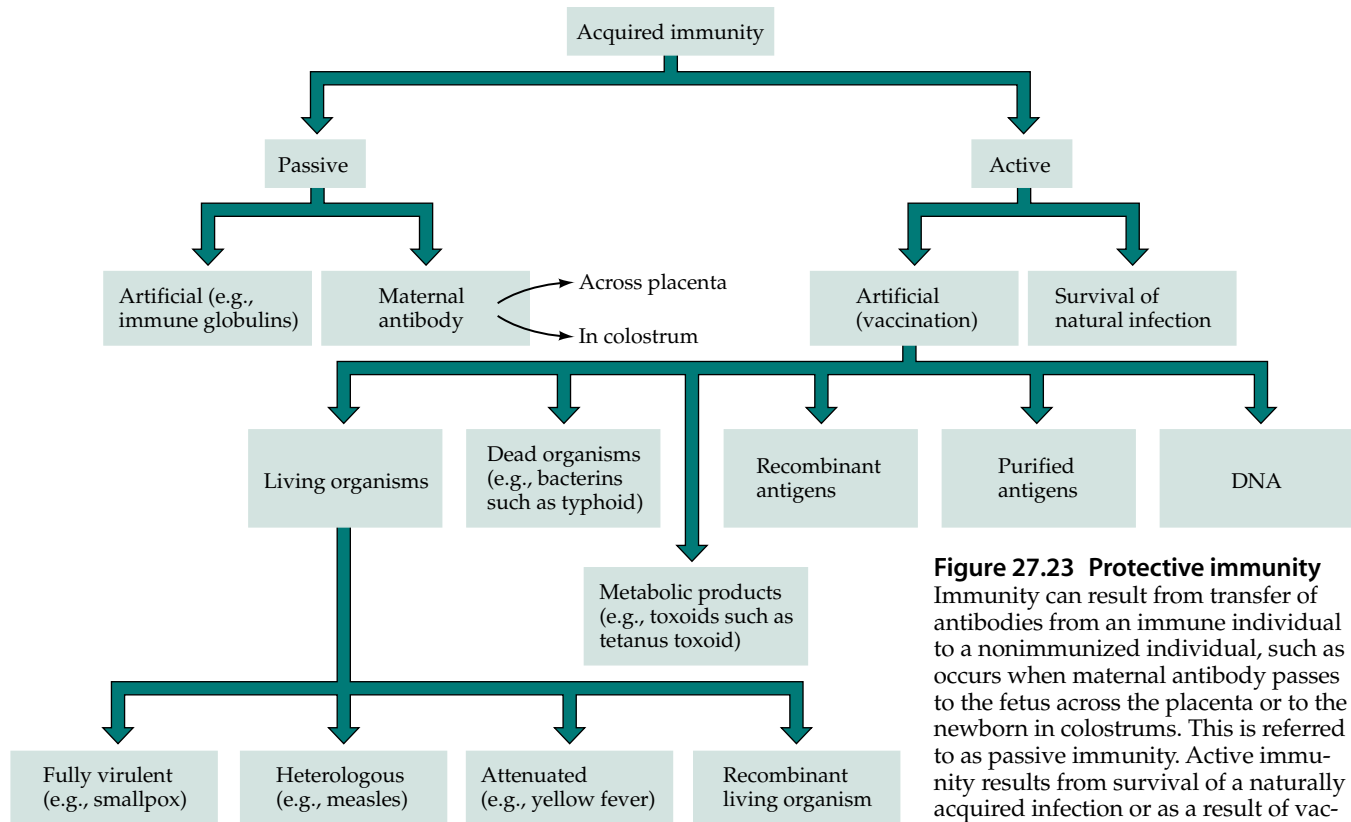 Acquired immunity
Passive
Active
Artificial (e.g.,
immune globulins)
Maternal
antibody
Across placenta
In colostrum
Artificial
(vaccination)
Survival of
natural infection
Living organisms
Dead organisms
(e.g., bacterins
such as typhoid)
Recombinant
antigens
Purified
antigens
DNA
Metabolic products
(e.g., toxoids such as
tetanus toxoid)
Fully virulent
(e.g., smallpox)
Heterologous
(e.g., measles)
Attenuated
(e.g., yellow fever)
Recombinant
living organism
Figure 27.23 Protective immunity
Immunity can result from transfer of
antibodies from an immune individual
to a nonimmunized individual, such as
occurs when maternal antibody passes
to the fetus across the placenta or to the
newborn in colostrums. This is referred
to as passive immunity. Active immu-
nity results from survival of a naturally
acquired infection or as a result of vac-